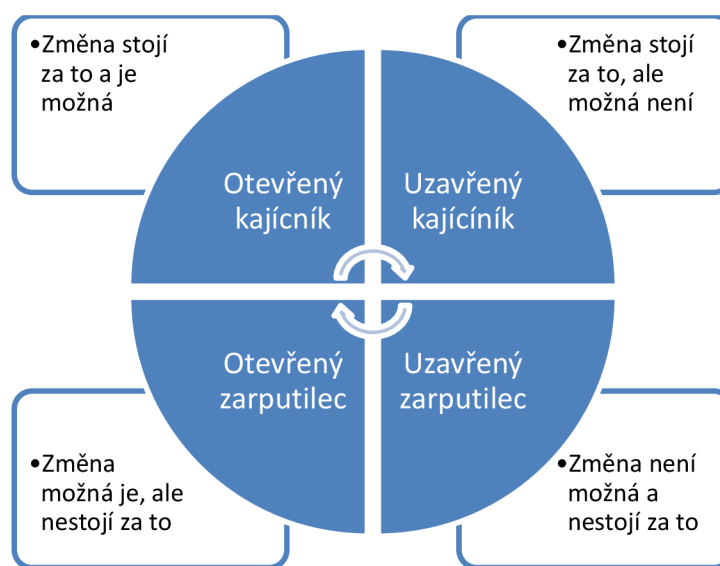 •Změna stojí
za to a je
možná
•Změna stojí
za to, ale
možná není
Otevřený
kajícník
Uzavřený
kajícíník
Otevřený
zarputilec
Uzavřený
zarputilec
•Změna
možná je, ale
nestojí za to
•Změna není
možná a
nestojí za to